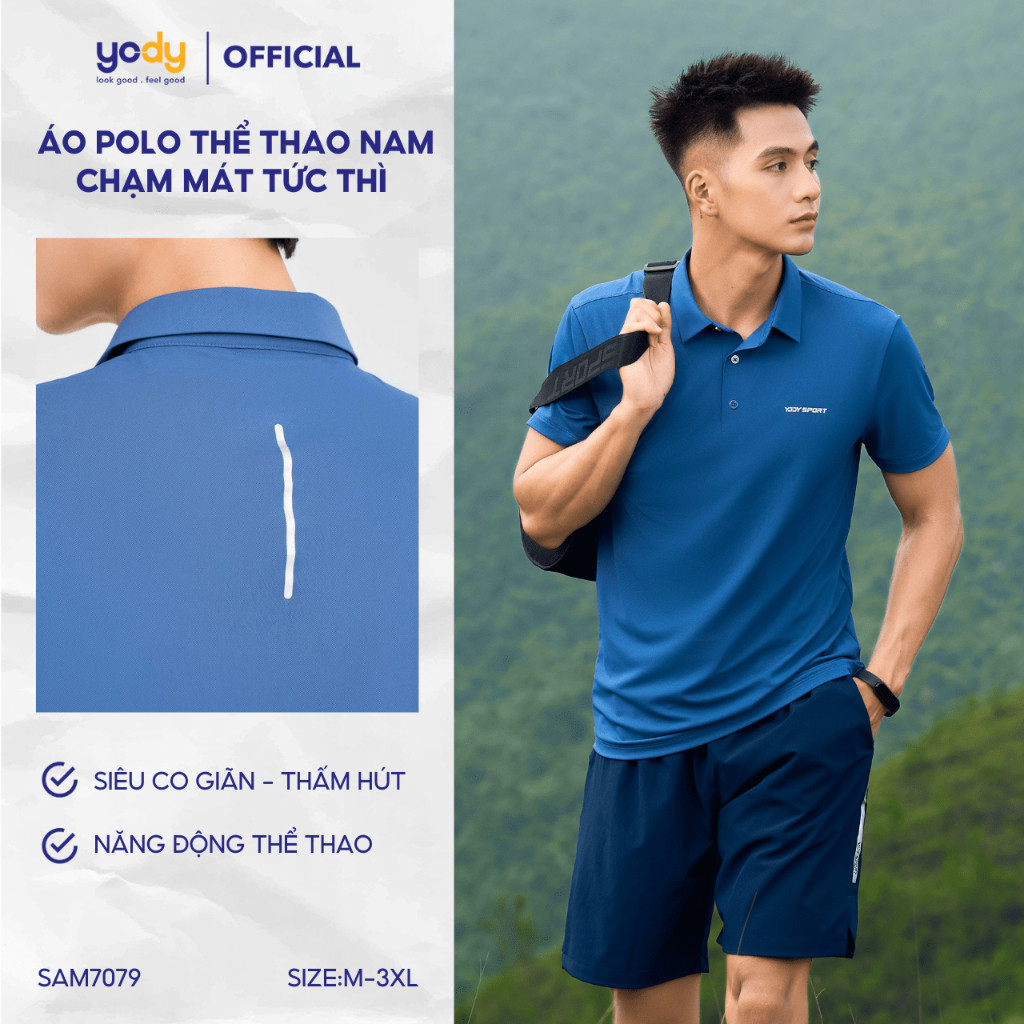 yody
look good . feel good
OFFICIAL
ÁO POLO THỂ THAO NAM
CHẠM MÁT TỨC THÌ
SPORT
YODY SPORT
SIÊU CO GIÃN - THẤM HÚT
NĂNG ĐỘNG THỂ THAO
SAM7079
SIZE:M-3XL